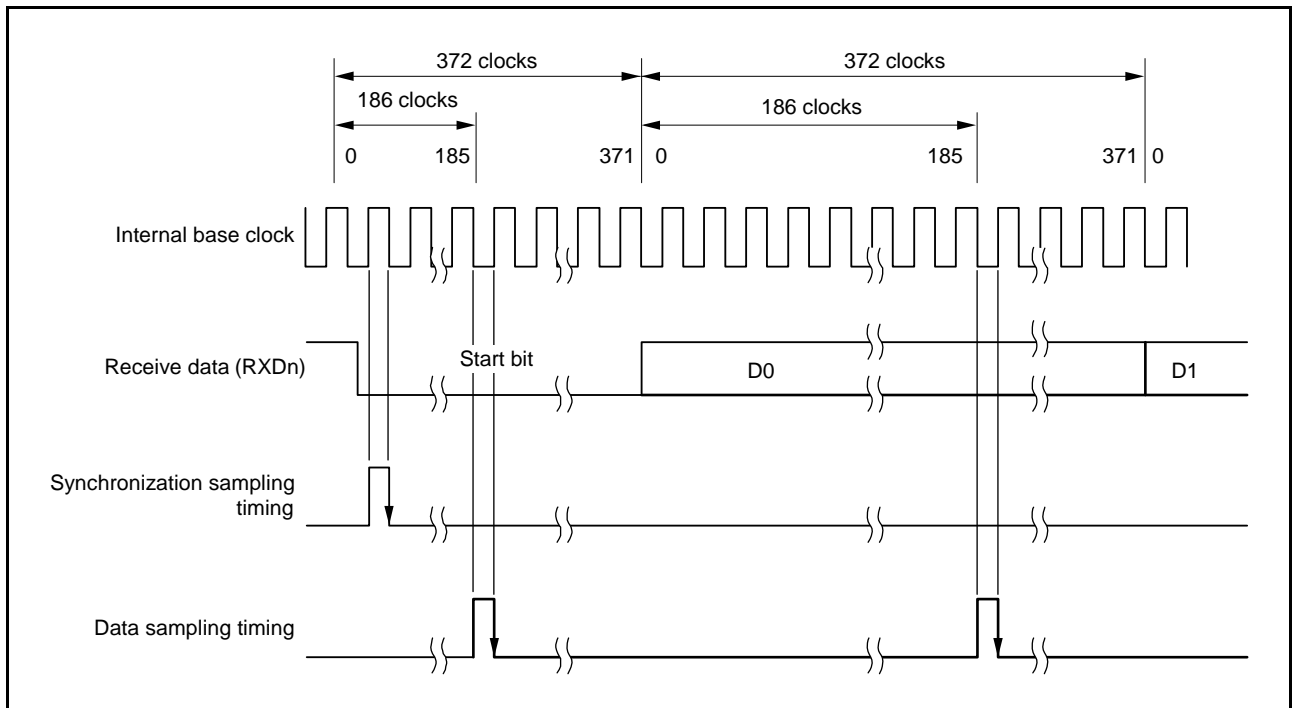 372 clocks 372 clocks
186 clocks 186 clocks
0 185 371 0 185 371 0
Internal base clock
Receive data (RXDn) Start bit D0 D1
Synchronization sampling
timing
Data sampling timing